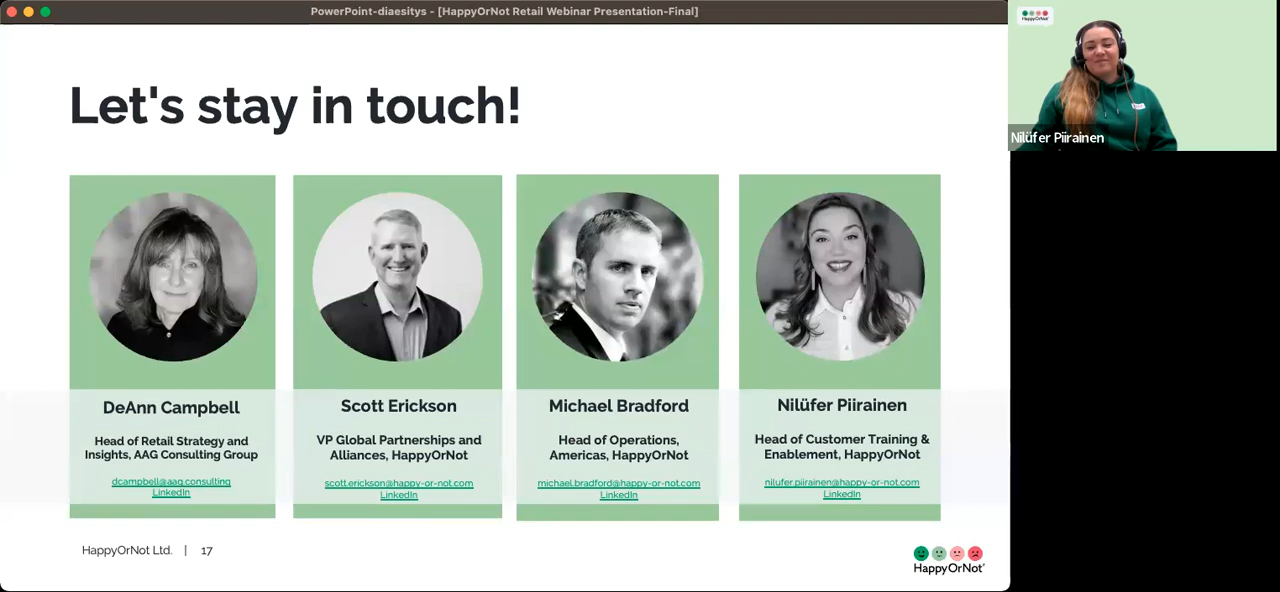 PowerPoint-diaesitys - [HappyOrNot Retail Webinar Presentation-Final]
HappyOrNot
Nilüfer Piirainen
Let's stay in touch!
DeAnn Campbell
Head of Retail Strategy and
Insights, AAG Consulting Group
dcampbell@aag.consulting
LinkedIn
Scott Erickson
VP Global Partnerships and
Alliances, HappyOrNot
scott.erickson@happy-or-not.com
LinkedIn
Michael Bradford
Head of Operations,
Americas, HappyOrNot
michael.bradford@happy-or-not.com
LinkedIn
Nilüfer Piirainen
Head of Customer Training &
Enablement, HappyOrNot
nilufer.piirainen@happy-or-not.com
LinkedIn
HappyOrNot Ltd. | 17
HappyOrNot®